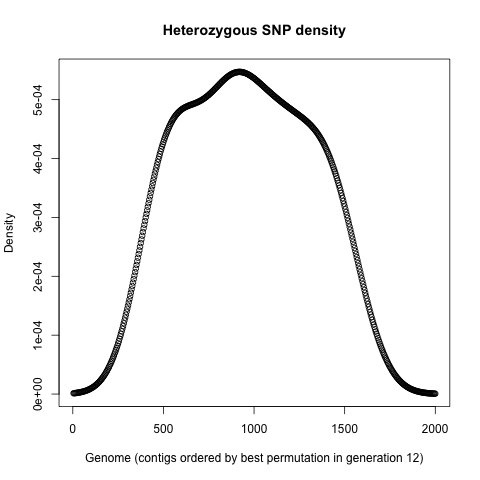 Heterozygous SNP density
Density
5e-04
4e-04
3e-04
2e-04
1e-04
0e+00
0 500 1000 1500 2000
Genome (contigs ordered by best permutation in generation 12)